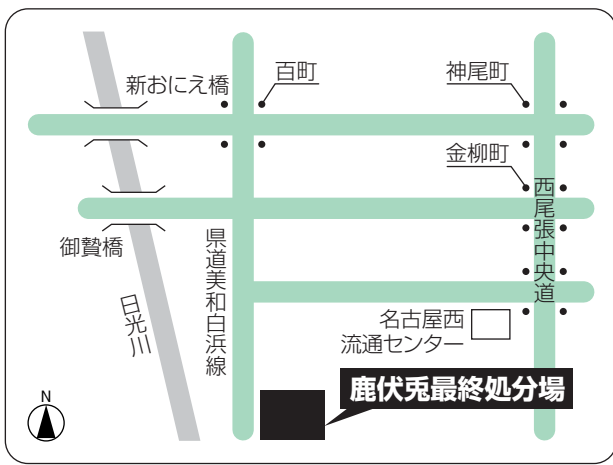 新おにえ橋
百町
神尾町
金柳町
西尾張中央道
御贄橋
県道美和白浜線
日光川
名古屋西
流通センター
鹿伏兎最終処分場
N